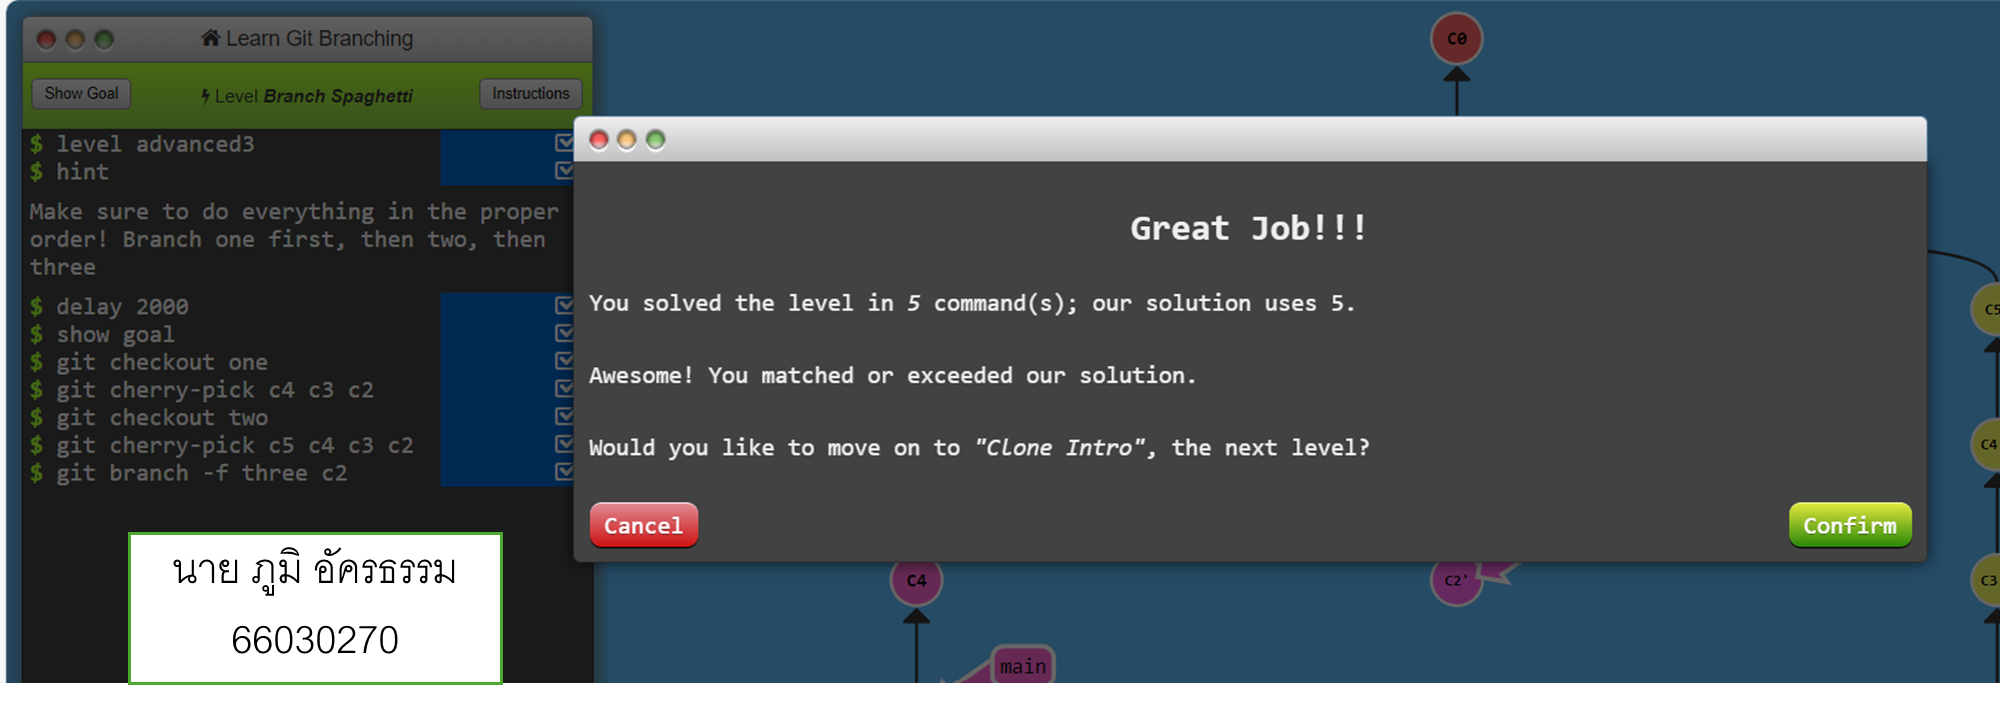 Learn Git Branching
Show Goal
Level Branch Spaghetti
Instructions
$ level advanced3
$ hint
Make sure to do everything in the proper
order! Branch one first, then two, then
three
$ delay 2000
$ show goal
$ git checkout one
$ git cherry-pick c4 c3 c2
$ git checkout two
$ git cherry-pick c5 c4 c3 c2
$ git branch -f three c2
นาย ภูมิ อัครธรรม
66030270
C0
Great Job!!!
You solved the level in 5 command(s); our solution uses 5.
Awesome! You matched or exceeded our solution.
Would you like to move on to "Clone Intro", the next level?
Cancel
Confirm
C5
C4
C3
C4
C2'
main